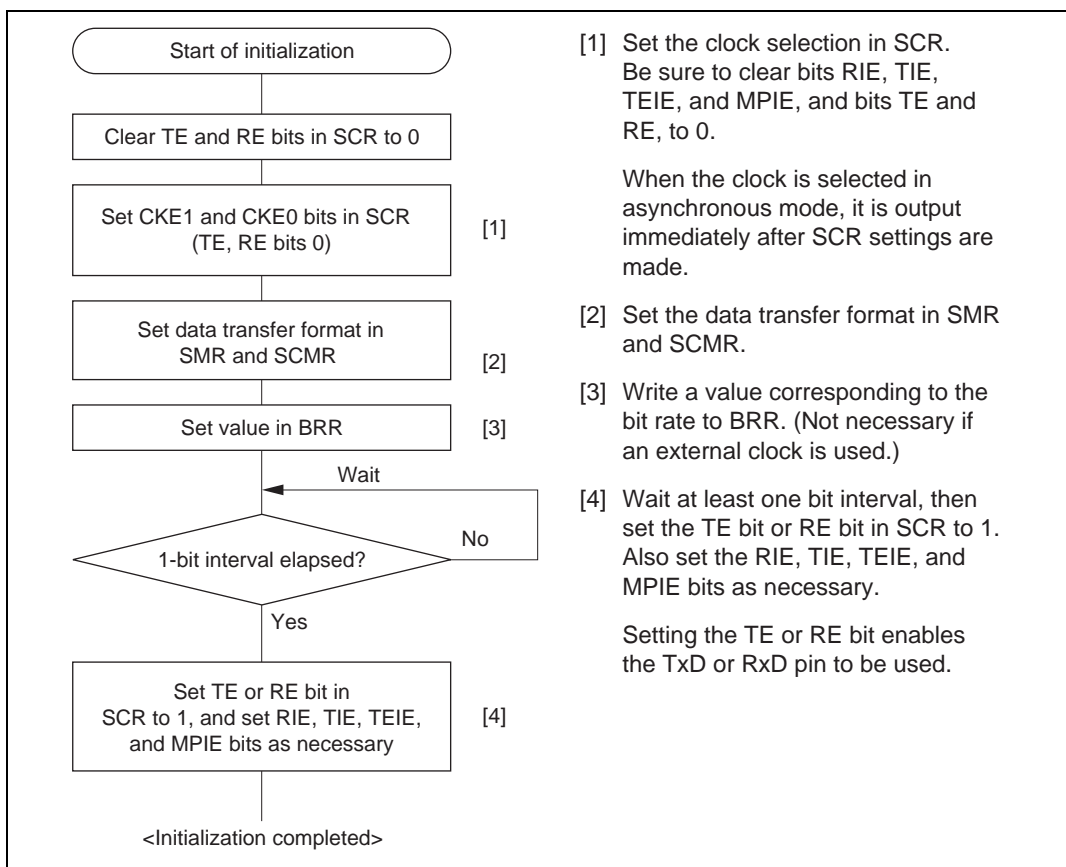 Start of initialization
Clear TE and RE bits in SCR to 0
Set CKE1 and CKE0 bits in SCR
(TE, RE bits 0)
[1]
Set data transfer format in
SMR and SCMR
[2]
Set value in BRR
[3]
Wait
No
1-bit interval elapsed?
Yes
Set TE or RE bit in
SCR to 1, and set RIE, TIE, TEIE,
and MPIE bits as necessary
[4]
<Initialization completed>
[1] Set the clock selection in SCR.
Be sure to clear bits RIE, TIE,
TEIE, and MPIE, and bits TE and
RE, to 0.
When the clock is selected in
asynchronous mode, it is output
immediately after SCR settings are
made.
[2] Set the data transfer format in SMR
and SCMR.
[3] Write a value corresponding to the
bit rate to BRR. (Not necessary if
an external clock is used.)
[4] Wait at least one bit interval, then
set the TE bit or RE bit in SCR to 1.
Also set the RIE, TIE, TEIE, and
MPIE bits as necessary.
Setting the TE or RE bit enables
the TxD or RxD pin to be used.